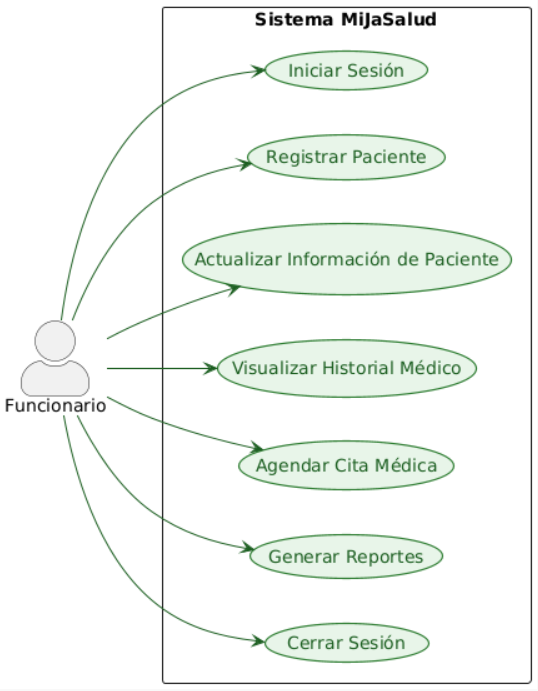 Sistema MiJaSalud
Iniciar Sesión
Registrar Paciente
Actualizar Información de Paciente
Visualizar Historial Médico
Funcionario
Agendar Cita Médica
Generar Reportes
Cerrar Sesión